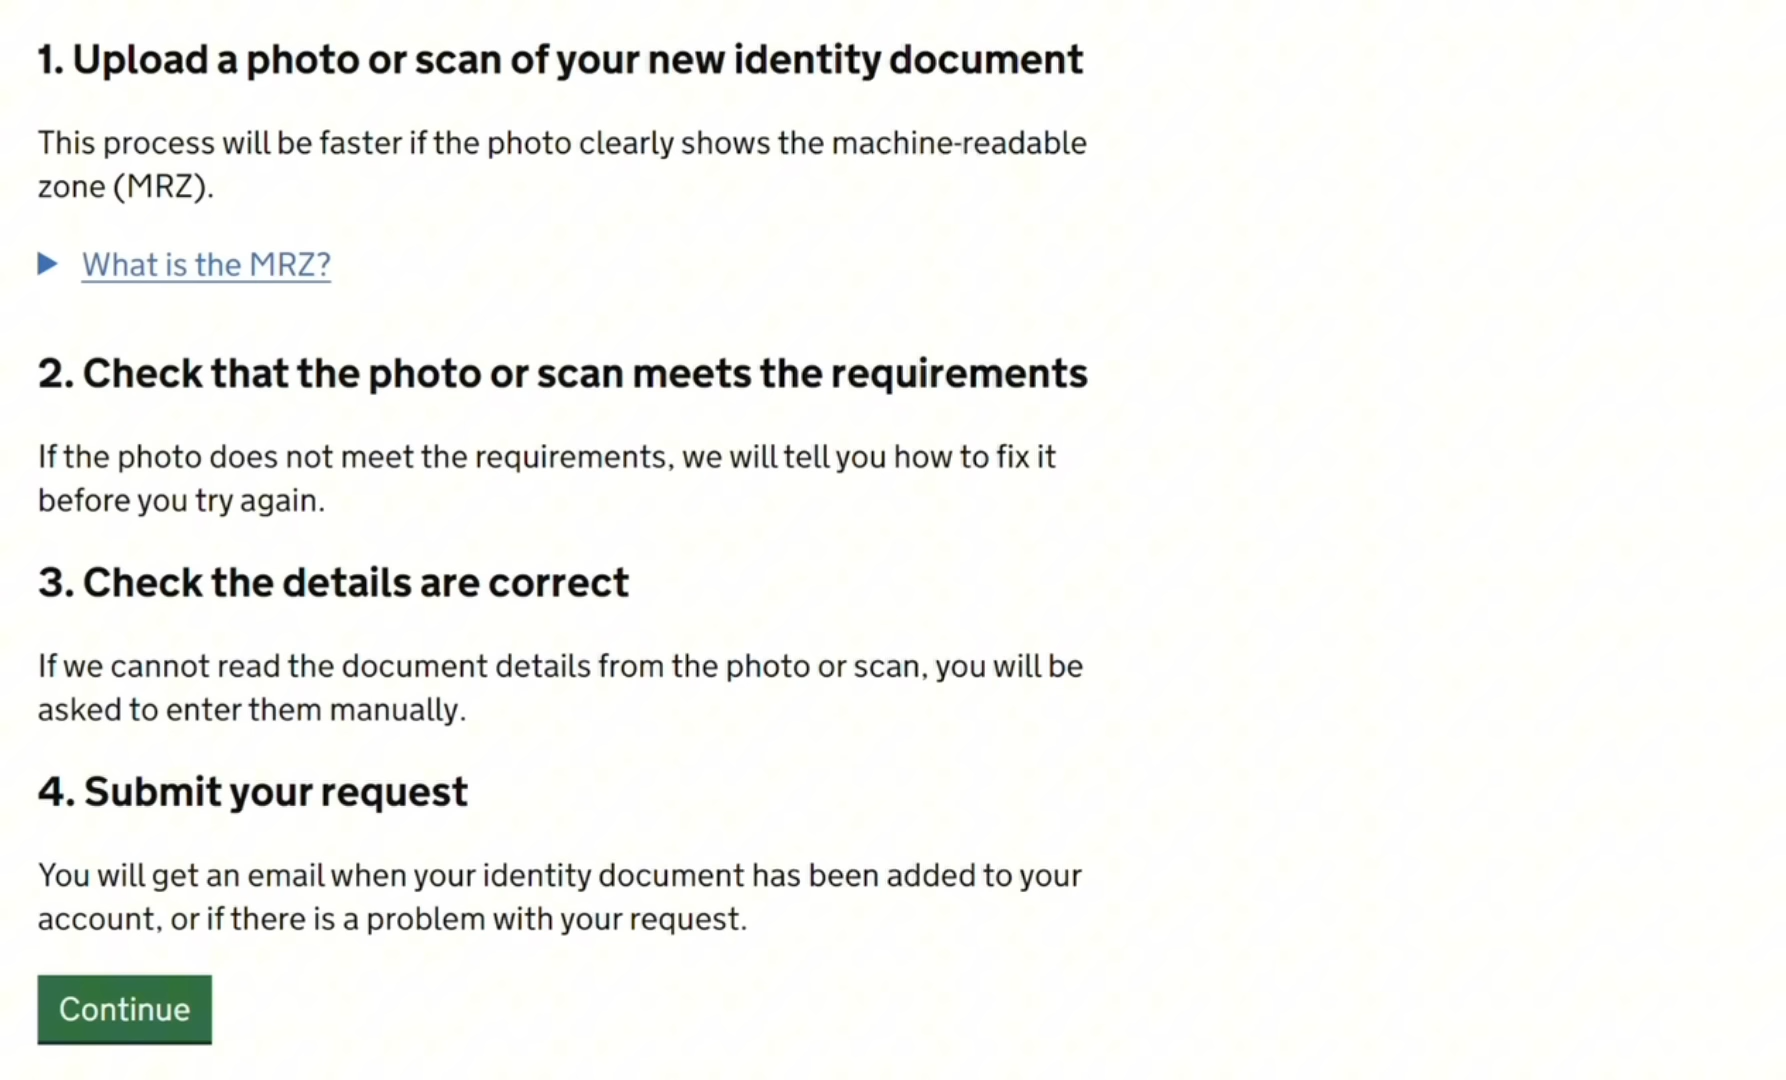 1. Upload a photo or scan of your new identity document
This process will be faster if the photo clearly shows the machine-readable
zone (MRZ).
What is the MRZ?
2. Check that the photo or scan meets the requirements
If the photo does not meet the requirements, we will tell you how to fix it
before you try again.
3. Check the details are correct
If we cannot read the document details from the photo or scan, you will be
asked to enter them manually.
4. Submit your request
You will get an email when your identity document has been added to your
account, or if there is a problem with your request.
Continue